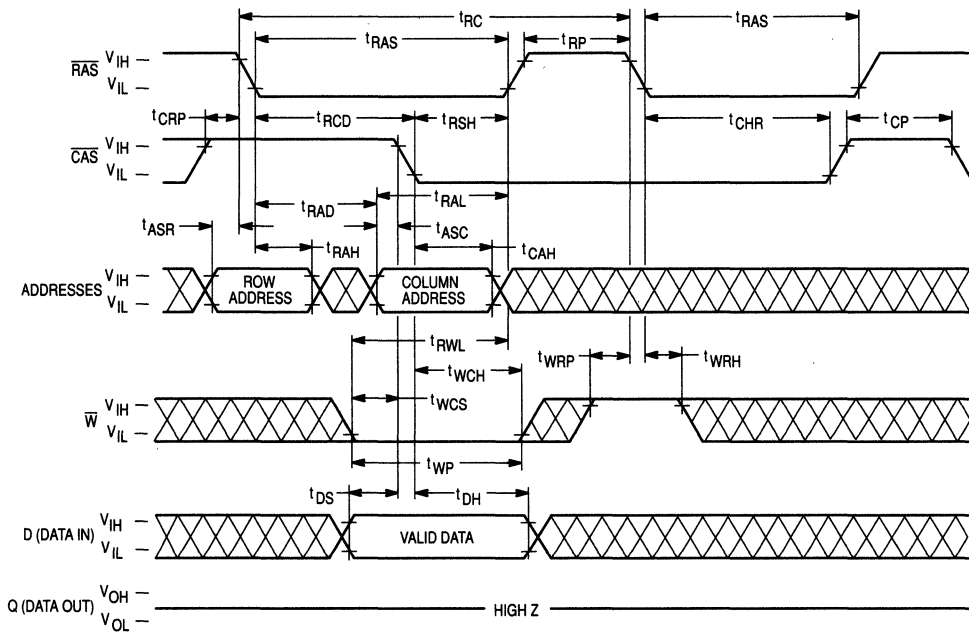 tRC
tRAS tRP tRAS
RAS VIH
VIL
tCRP tRCD tRSH tCHR tCP
CAS VIH
VIL
tRAL
tRAD
tASR tASC
tRAH tCAH
ADDRESSES VIH
VIL
ROW ADDRESS
COLUMN ADDRESS
tRWL
tWRP tWRH
tWCH
tWCS
W VIH
VIL
tWP
tDS tDH
D (DATA IN) VIH
VIL
VALID DATA
Q (DATA OUT) VOH
VOL
HIGH Z